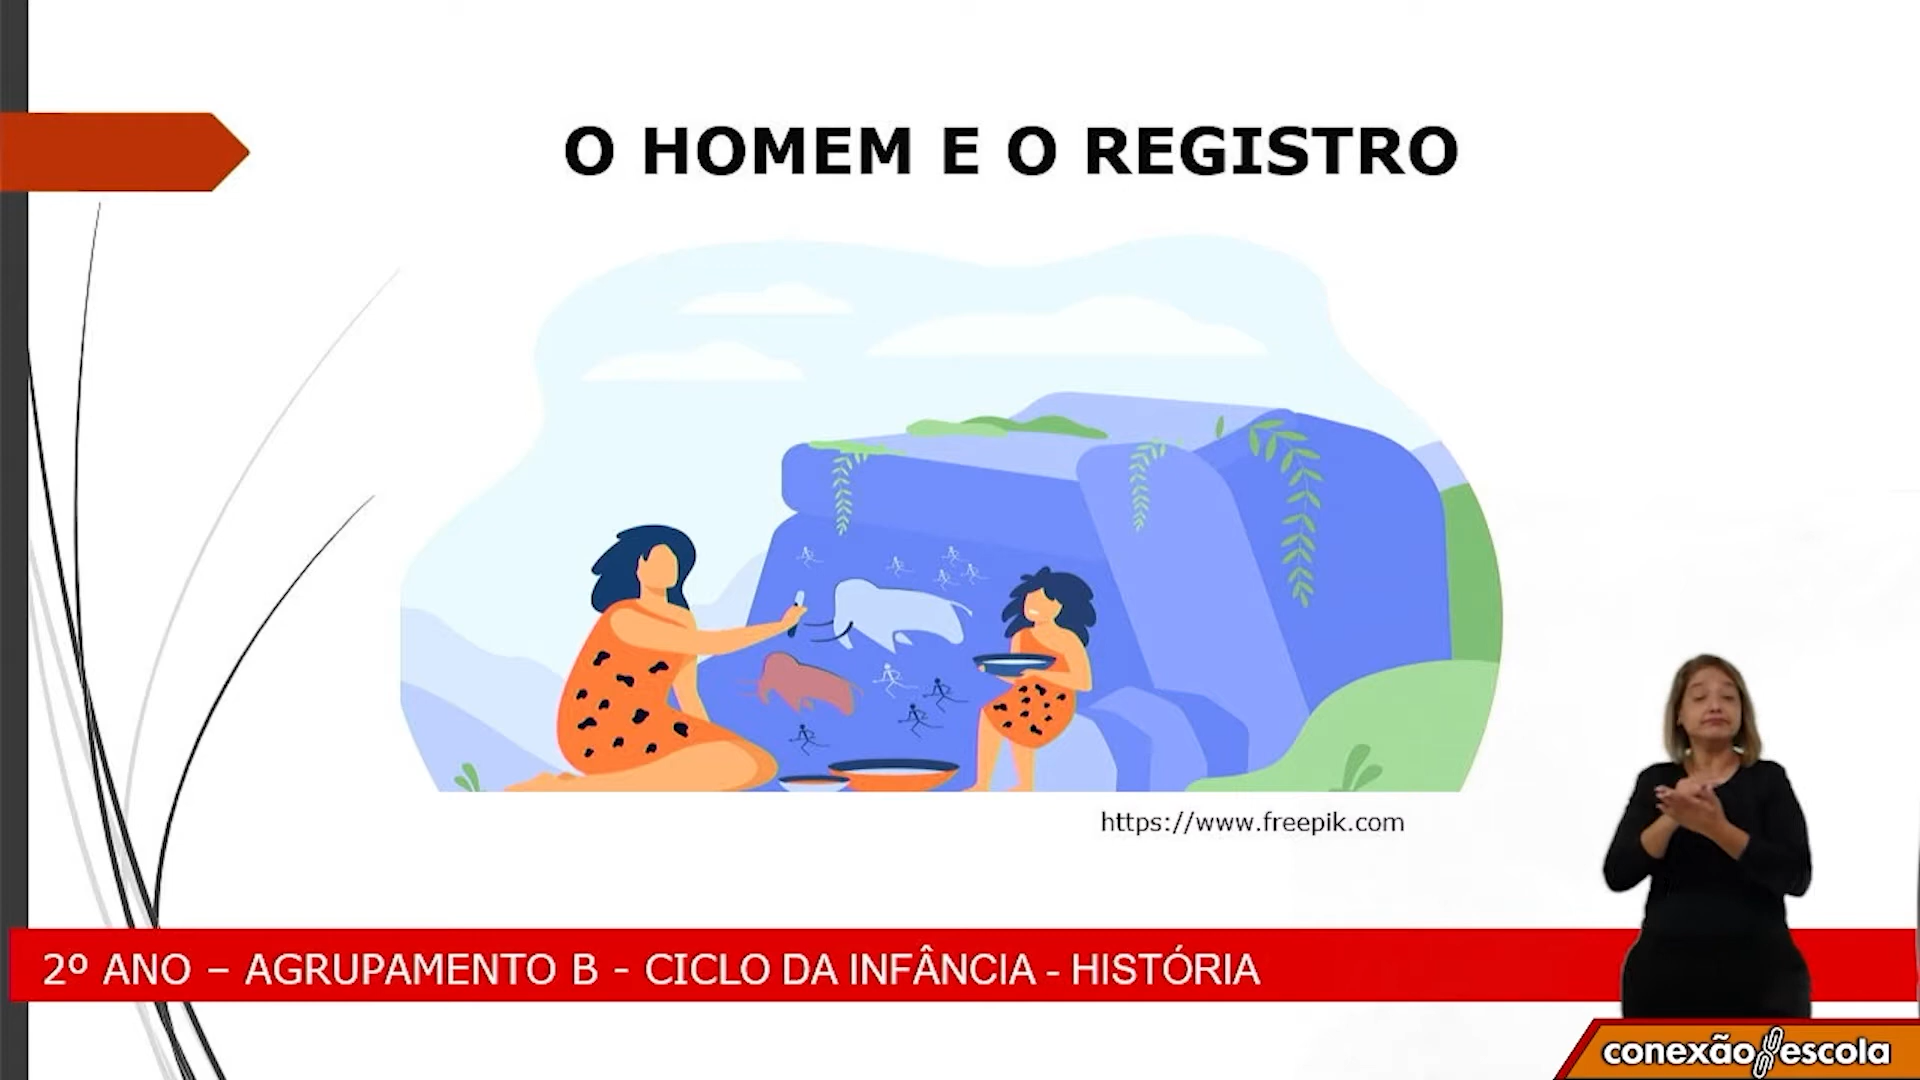 O HOMEM E O REGISTRO
https://www.freepik.com
2º ANO – AGRUPAMENTO B - CICLO DA INFÂNCIA - HISTÓRIA
conexão escola